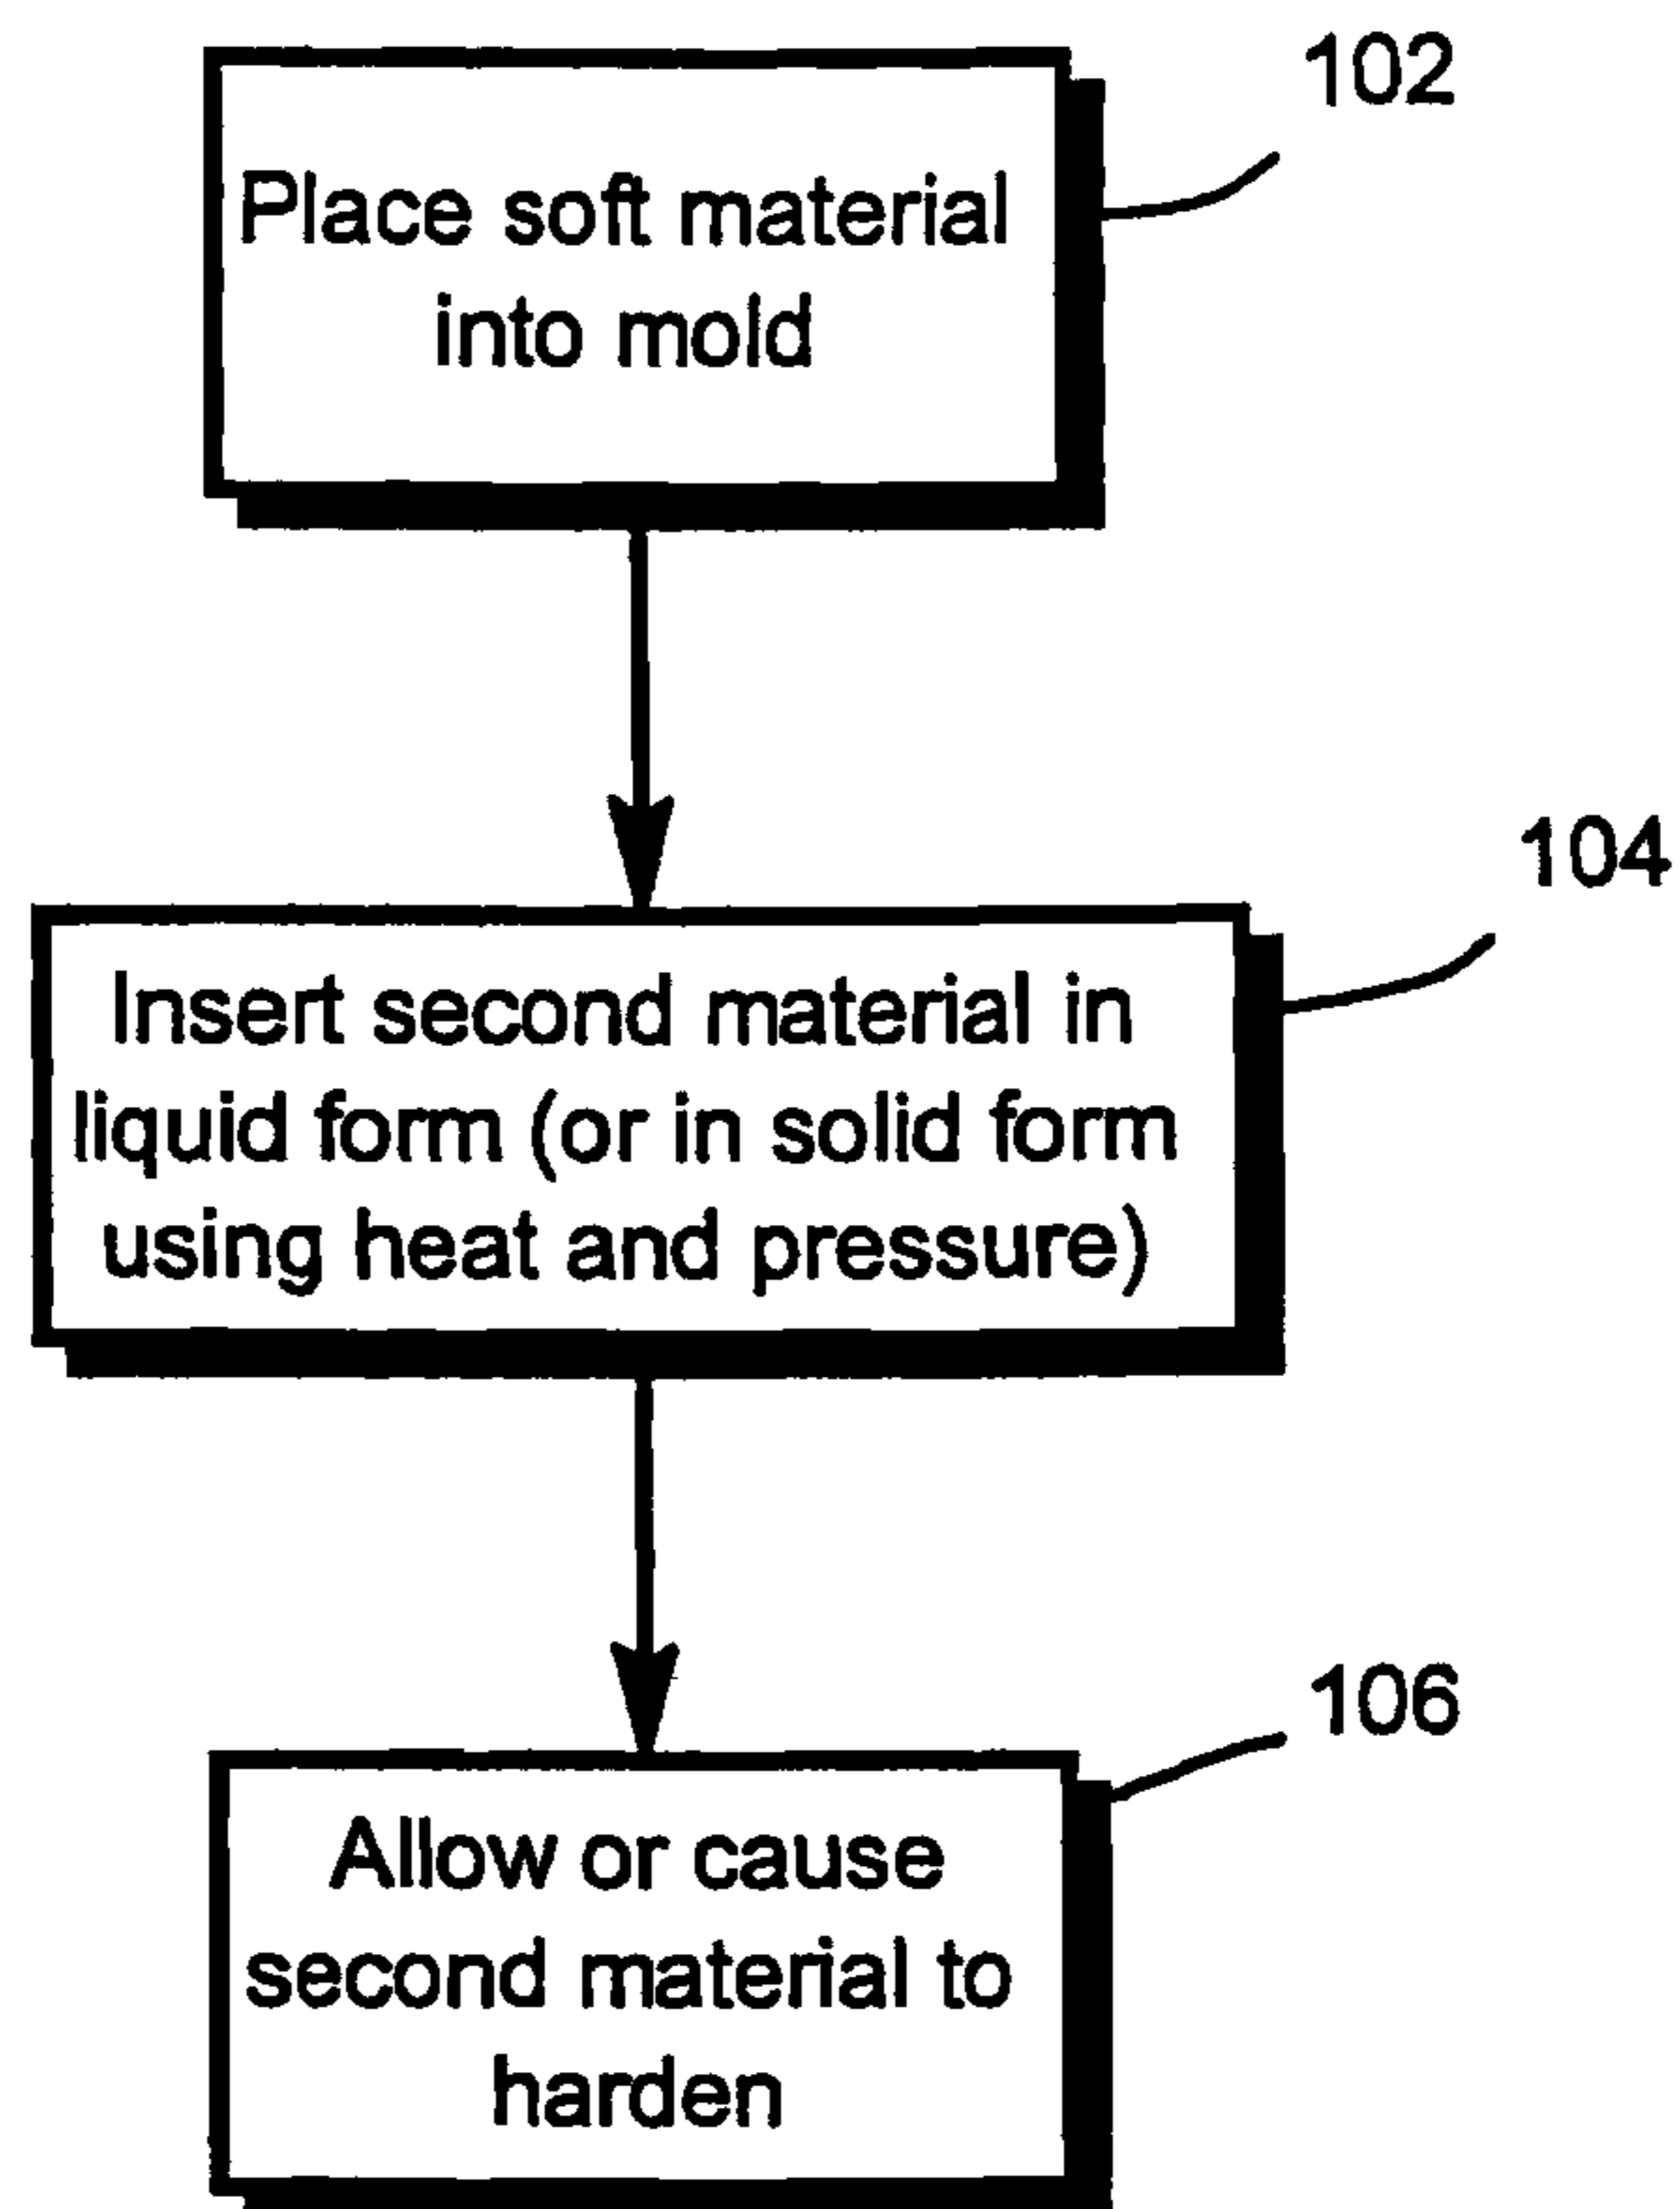 102
Place soft material
into mold
104
Insert second material in
liquid form (or in solid form
using heat and pressure)
106
Allow or cause
second material to
harden